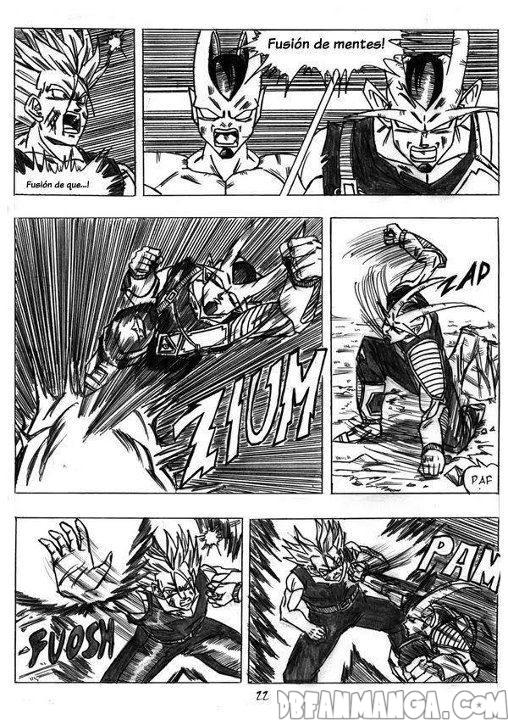 Fusión de mentes!
Fusión de que...!
ZIUM
ZAP
PAF
FUOSH
PAM
22
DBFANMANGA.COM